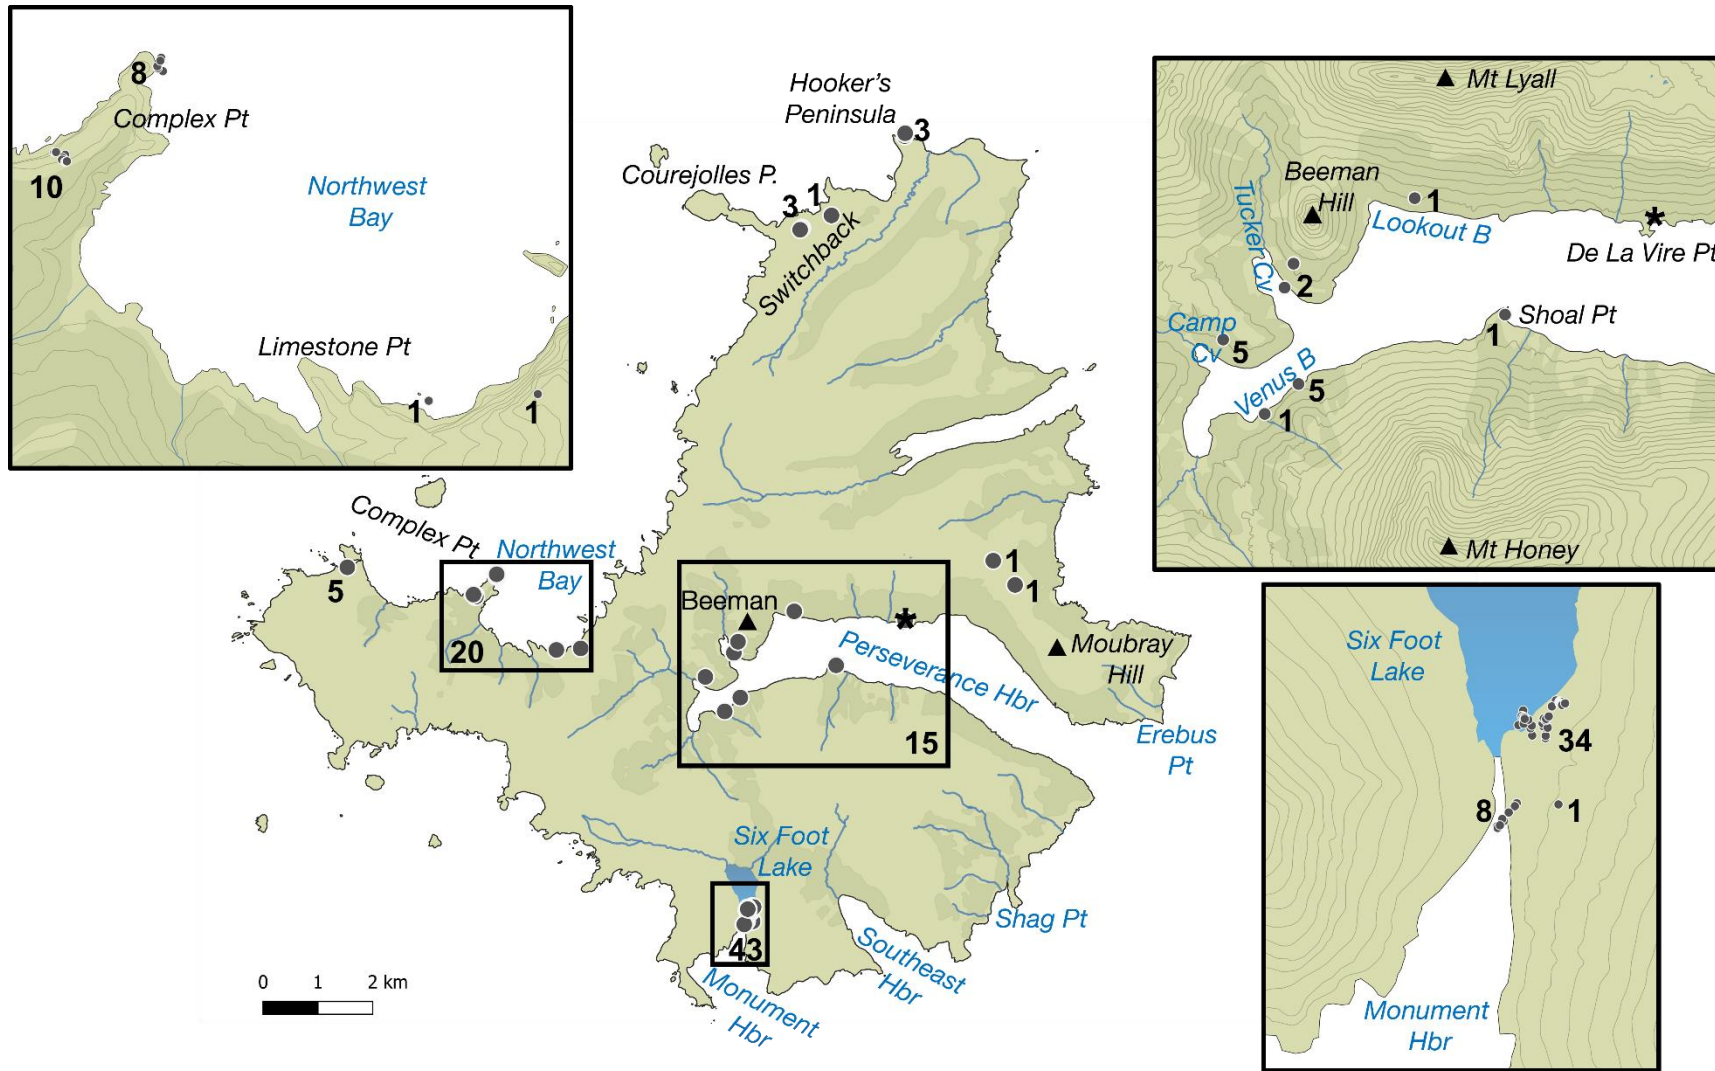 8
Complex Pt
10
Northwest
Bay
Limestone Pt
1
1
Hooker's
Peninsula
3
Courejolles P.
3
1
Switchback
Complex Pt
Northwest
Bay
5
20
Beeman
*
Perseverance Hbr
15
1
1
Moubray
Hill
Erebus
Pt
Six Foot
Lake
43
Monument
Hbr
Southeast
Hbr
Shag Pt
0 1 2 km
Mt Lyall
Beeman
Hill
Tucker Cv
1
Lookout B
*
De La Vire Pt
2
Camp
Cv
5
Shoal Pt
1
Venus B
5
1
Mt Honey
Six Foot
Lake
34
8
1
Monument
Hbr